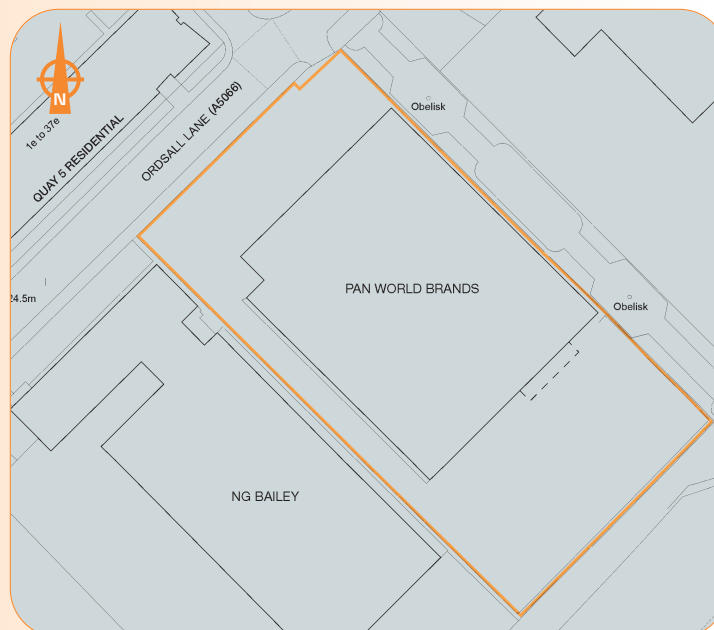 N
1e to 37e
QUAY 5 RESIDENTIAL
ORDSALL LANE (A5066)
Obelisk
24.5m
PAN WORLD BRANDS
Obelisk
NG BAILEY